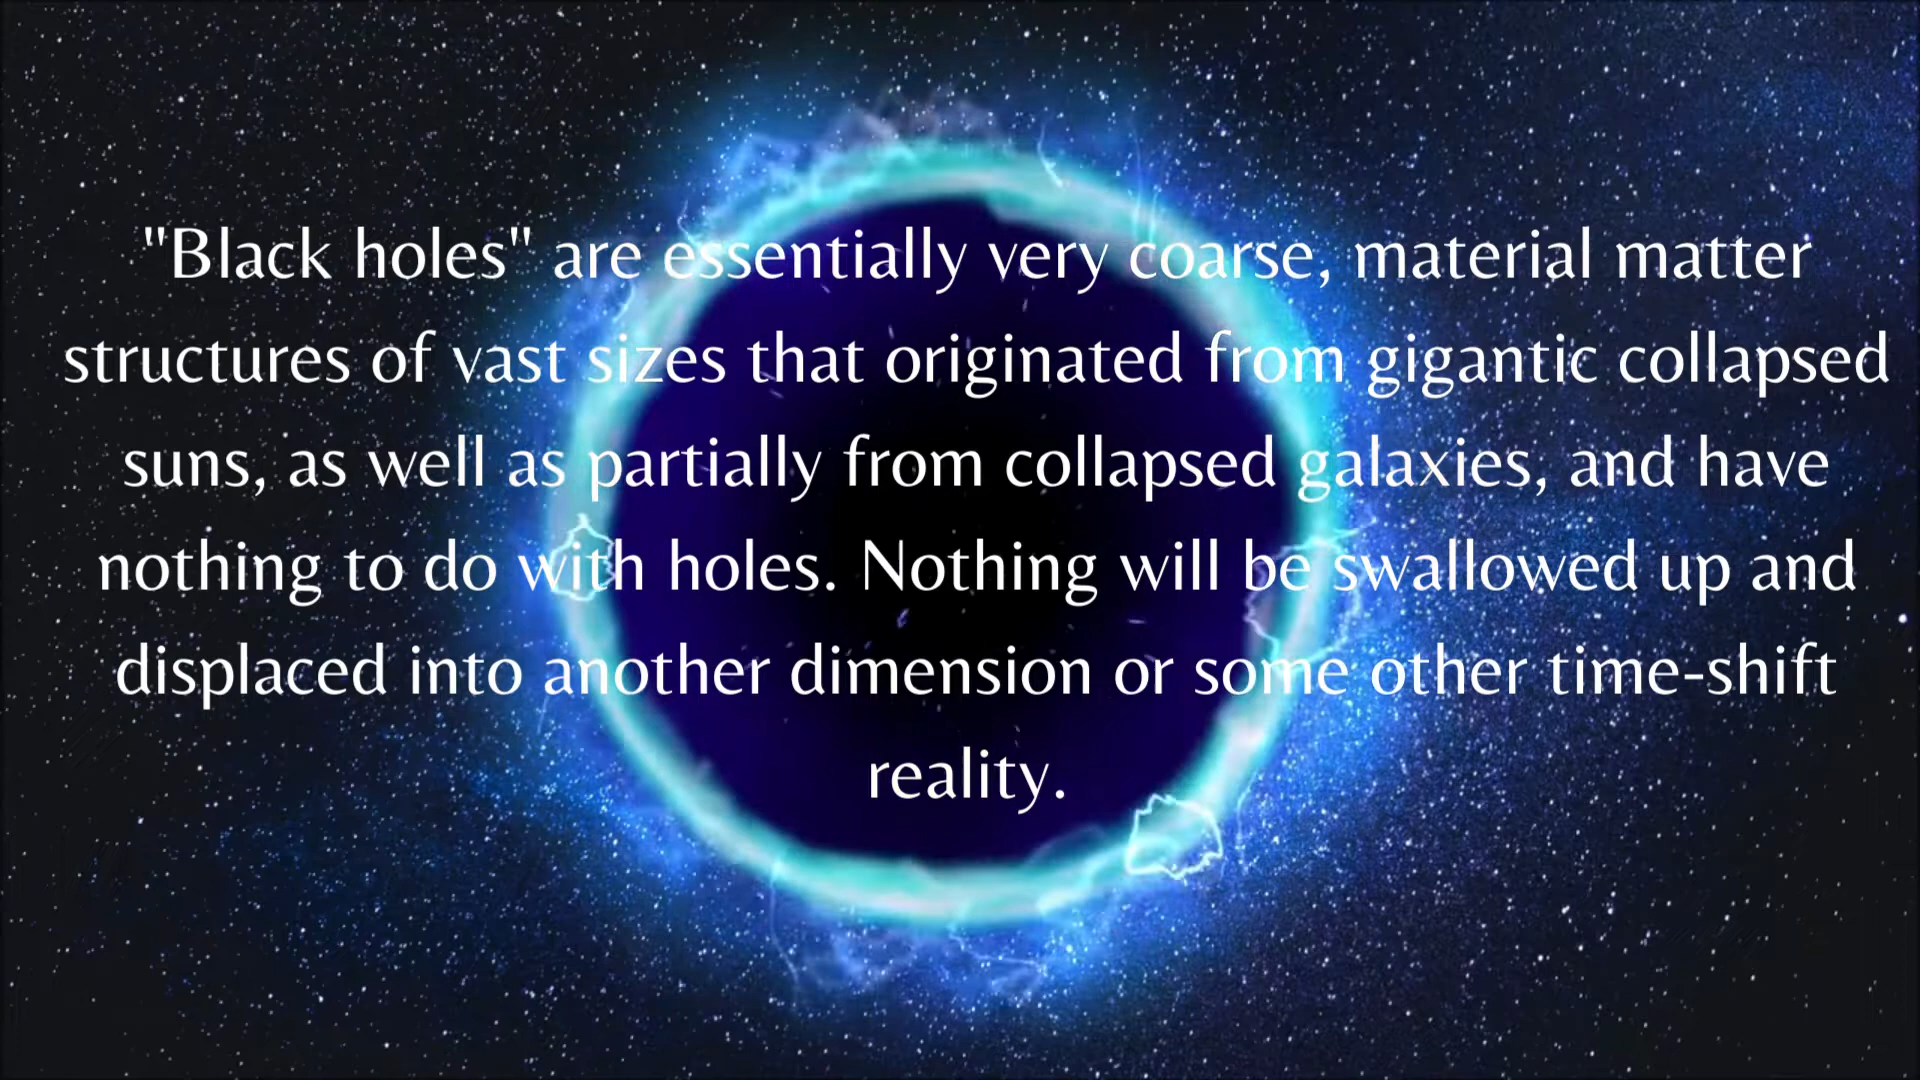 "Black holes" are essentially very coarse, material matter
structures of vast sizes that originated from gigantic collapsed
suns, as well as partially from collapsed galaxies, and have
nothing to do with holes. Nothing will be swallowed up and
displaced into another dimension or some other time-shift
reality.